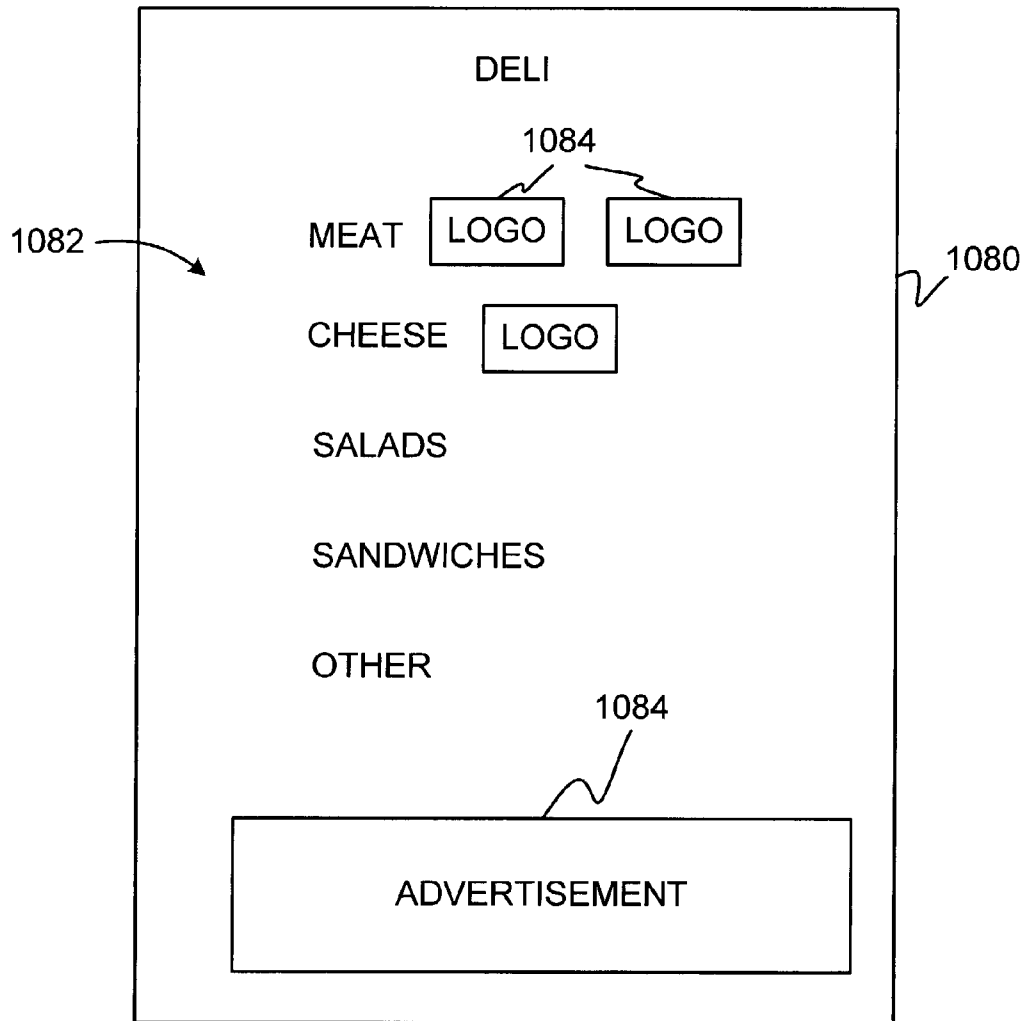 DELI
1084
MEAT LOGO LOGO
1082
1080
CHEESE LOGO
SALADS
SANDWICHES
OTHER
1084
ADVERTISEMENT